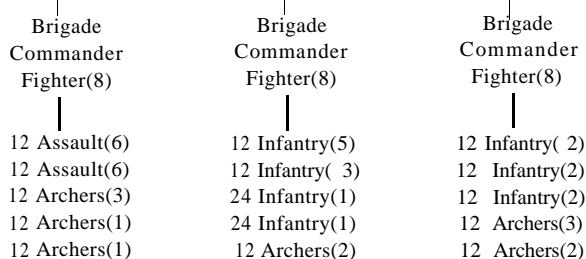 Brigade
Commander
Fighter(8)
12 Assault(6)
12 Assault(6)
12 Archers(3)
12 Archers(1)
12 Archers(1)
Brigade
Commander
Fighter(8)
12 Infantry(5)
12 Infantry( 3)
24 Infantry(1)
24 Infantry(1)
12 Archers(2)
Brigade
Commander
Fighter(8)
12 Infantry( 2)
12 Infantry(2)
12 Infantry(2)
12 Archers(3)
12 Archers(2)